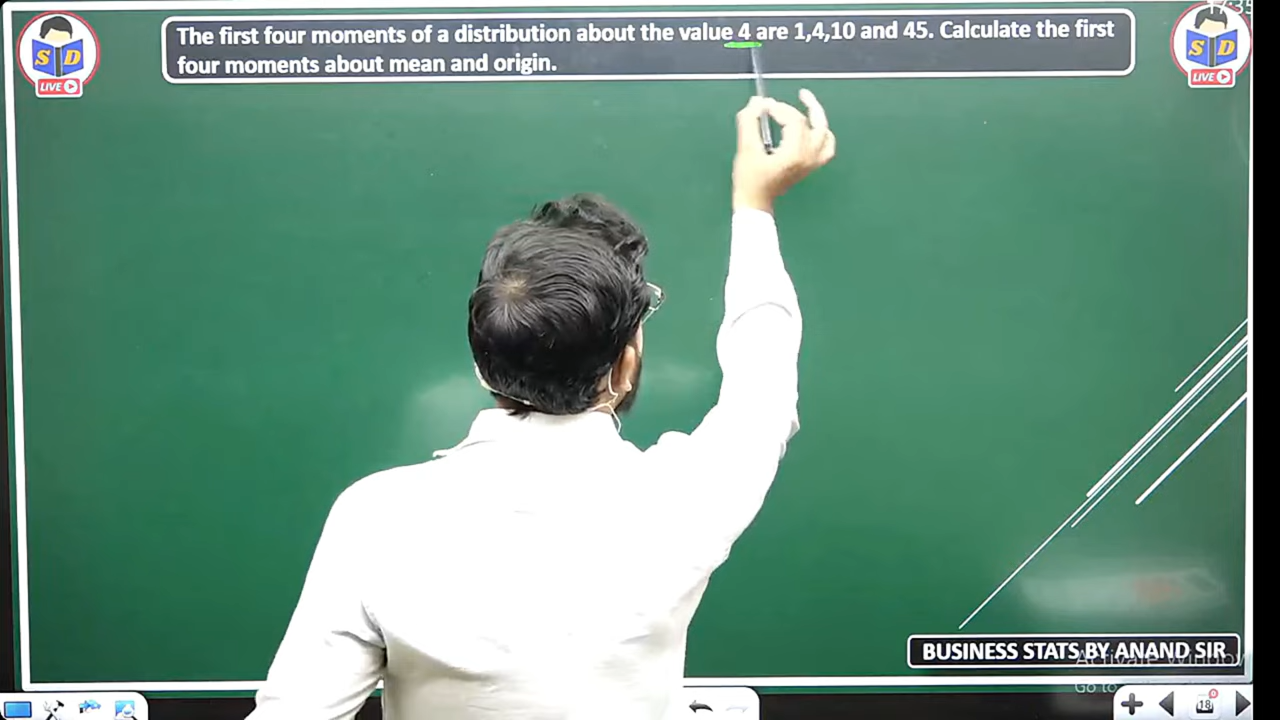 The first four moments of a distribution about the value 4 are 1,4,10 and 45. Calculate the first
four moments about mean and origin.
S D
LIVE
S D
LIVE
BUSINESS STATS BY ANAND SIR
18